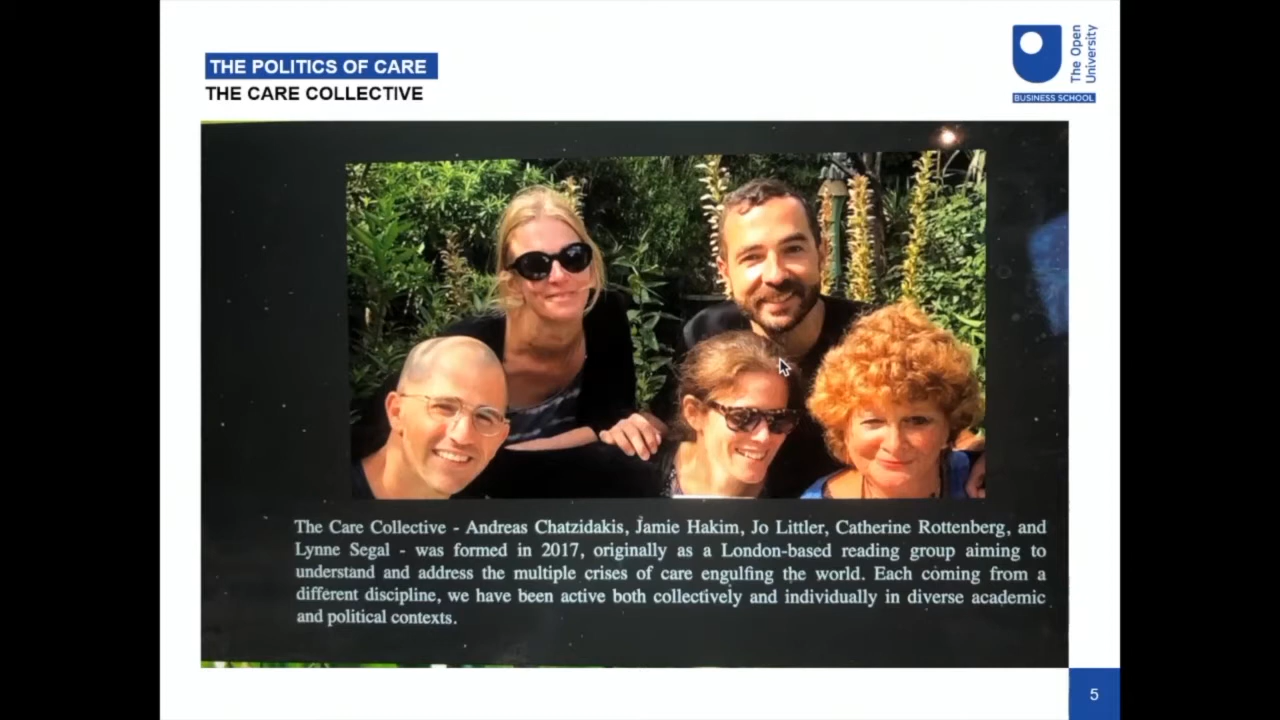 THE POLITICS OF CARE
THE CARE COLLECTIVE
The Open
University
BUSINESS SCHOOL
The Care Collective - Andreas Chatzidakis, Jamie Hakim, Jo Littler, Catherine Rottenberg, and
Lynne Segal - was formed in 2017, originally as a London-based reading group aiming to
understand and address the multiple crises of care engulfing the world. Each coming from a
different discipline, we have been active both collectively and individually in diverse academic
and political contexts.
5